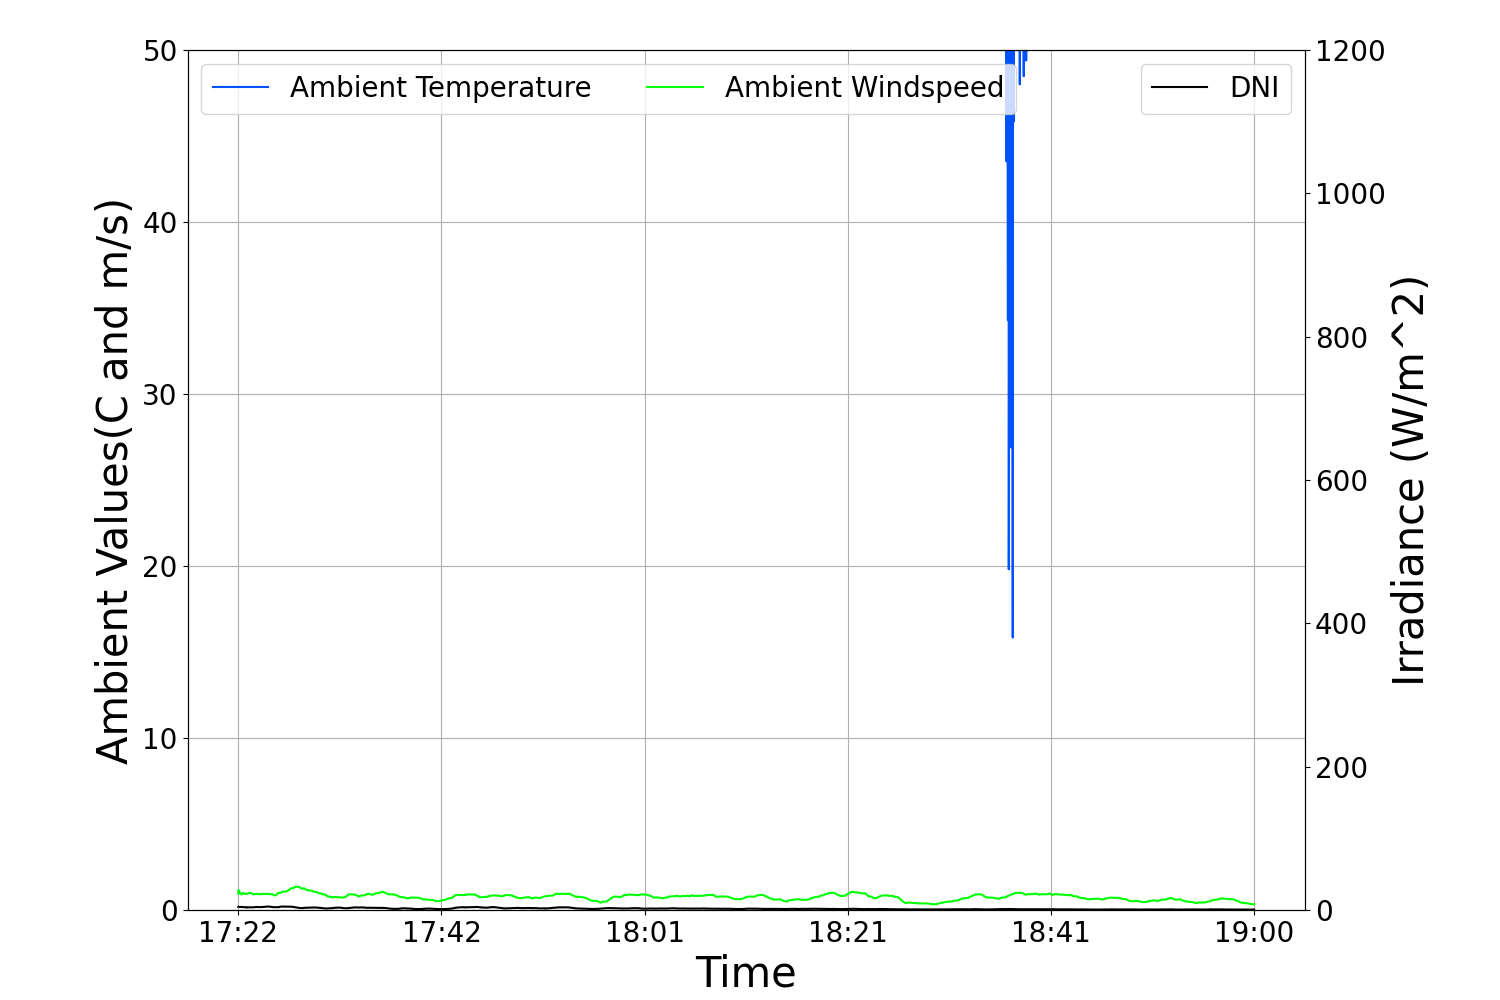 50
40
30
20
10
0
Ambient Values(C and m/s)
Ambient Temperature
Ambient Windspeed
DNI
1200
1000
800
600
400
200
0
Irradiance (W/m^2)
17:22 17:42 18:01 18:21 18:41 19:00
Time